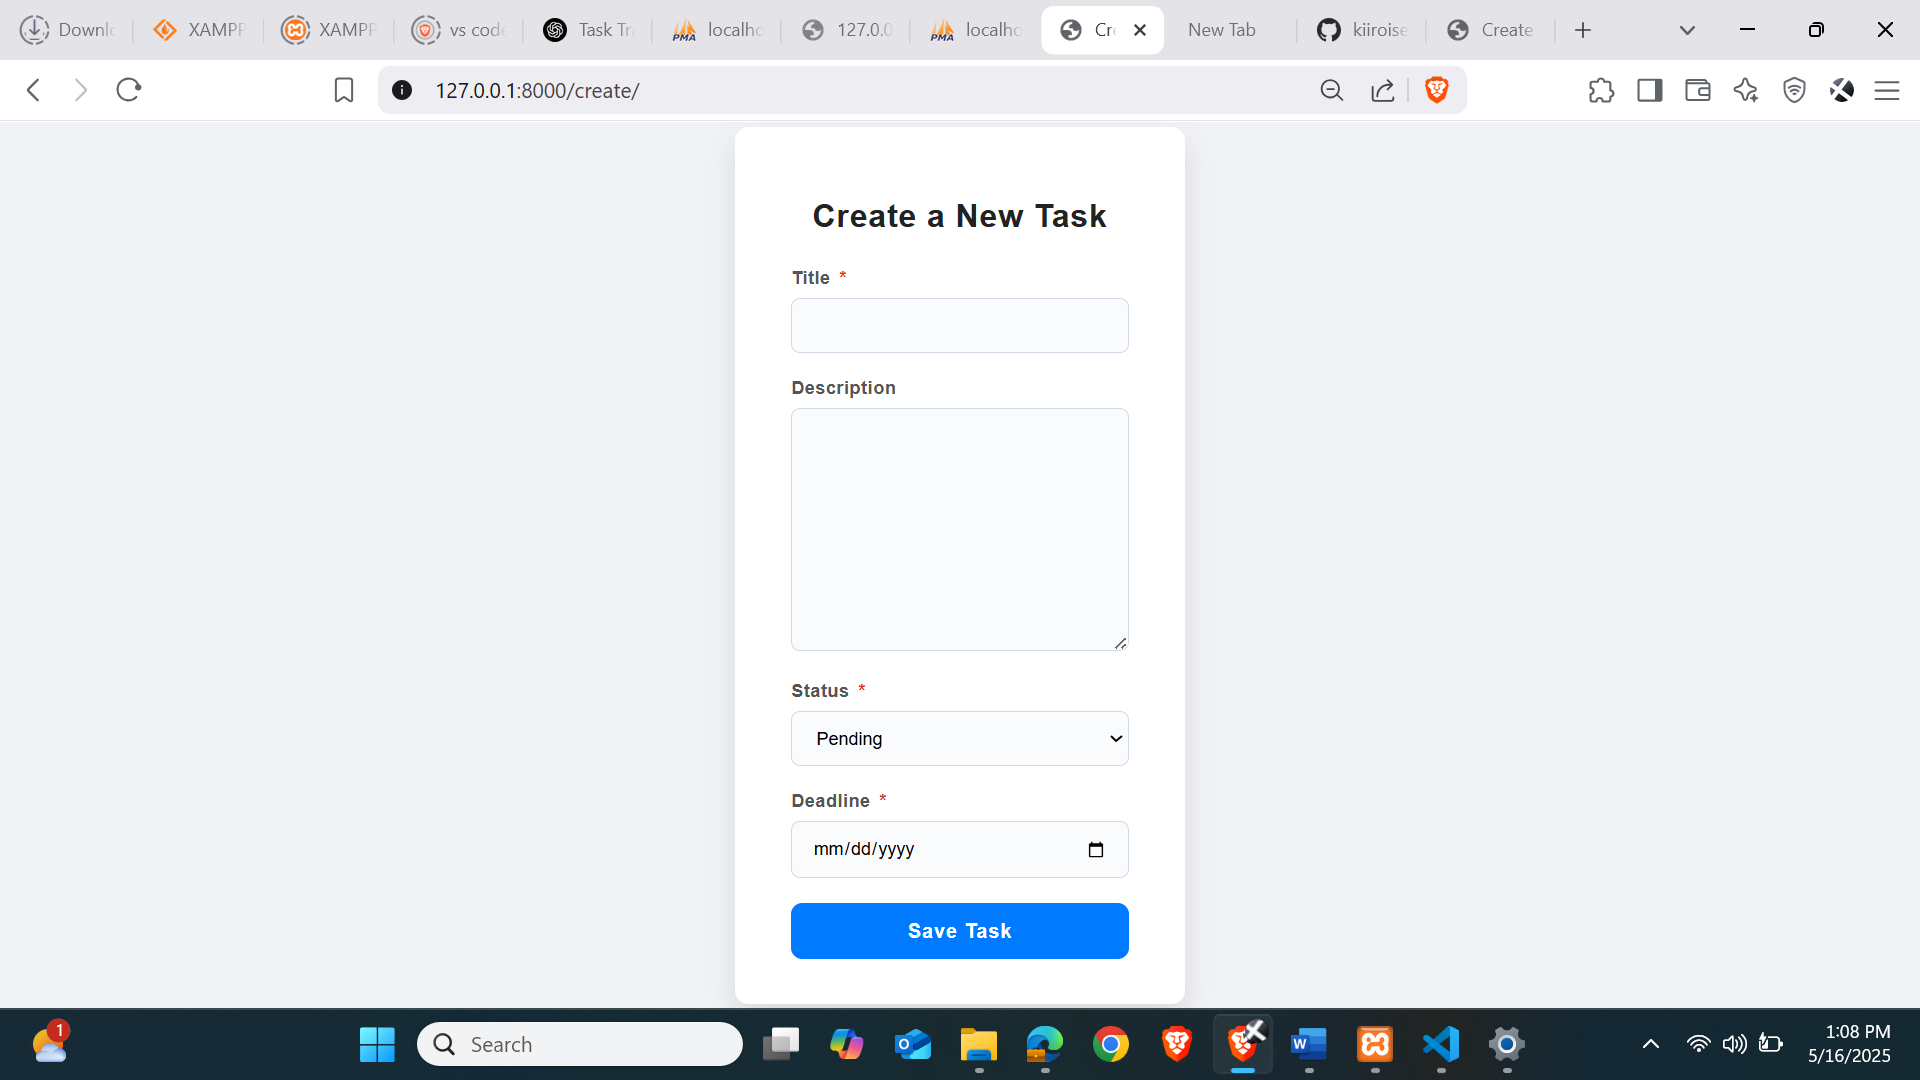 Downlo
XAMPP
XAMPP
vs code
Task Tra
localho
127.0.0
localho
Cr
New Tab
kiiroise
Create
127.0.0.1:8000/create/
Create a New Task
Title *
Description
Status *
Pending
Deadline *
mm/dd/yyyy
Save Task
1
Search
1:08 PM
5/16/2025